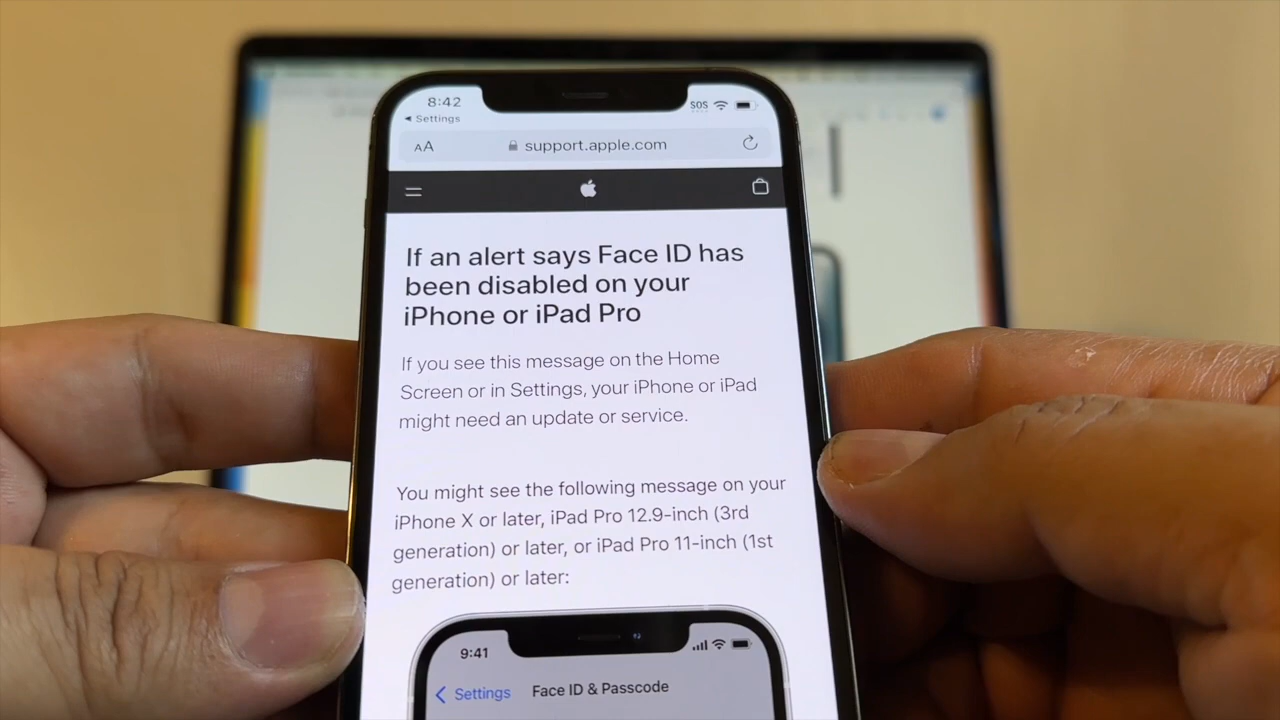 8:42
SOS
Settings
AA
support.apple.com
If an alert says Face ID has
been disabled on your
iPhone or iPad Pro
If you see this message on the Home
Screen or in Settings, your iPhone or iPad
might need an update or service.
You might see the following message on your
iPhone X or later, iPad Pro 12.9-inch (3rd
generation) or later, or iPad Pro 11-inch (1st
generation) or later:
9:41
Settings
Face ID & Passcode